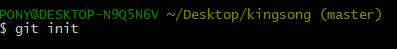 PONY@DESKTOP-N9Q5N6V ~/Desktop/kingsong (master)
$ git init